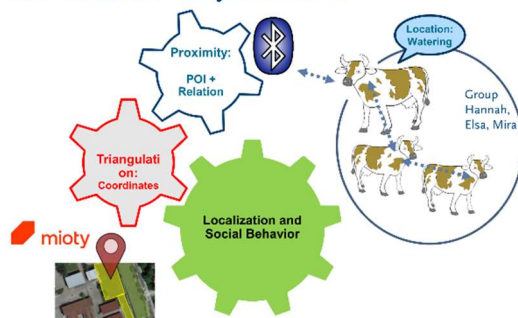 Proximity:
POI +
Relation
Location:
Watering
Group
Hannah,
Elsa, Mira
Triangulati
on:
Coordinates
Localization and
Social Behavior
mioty